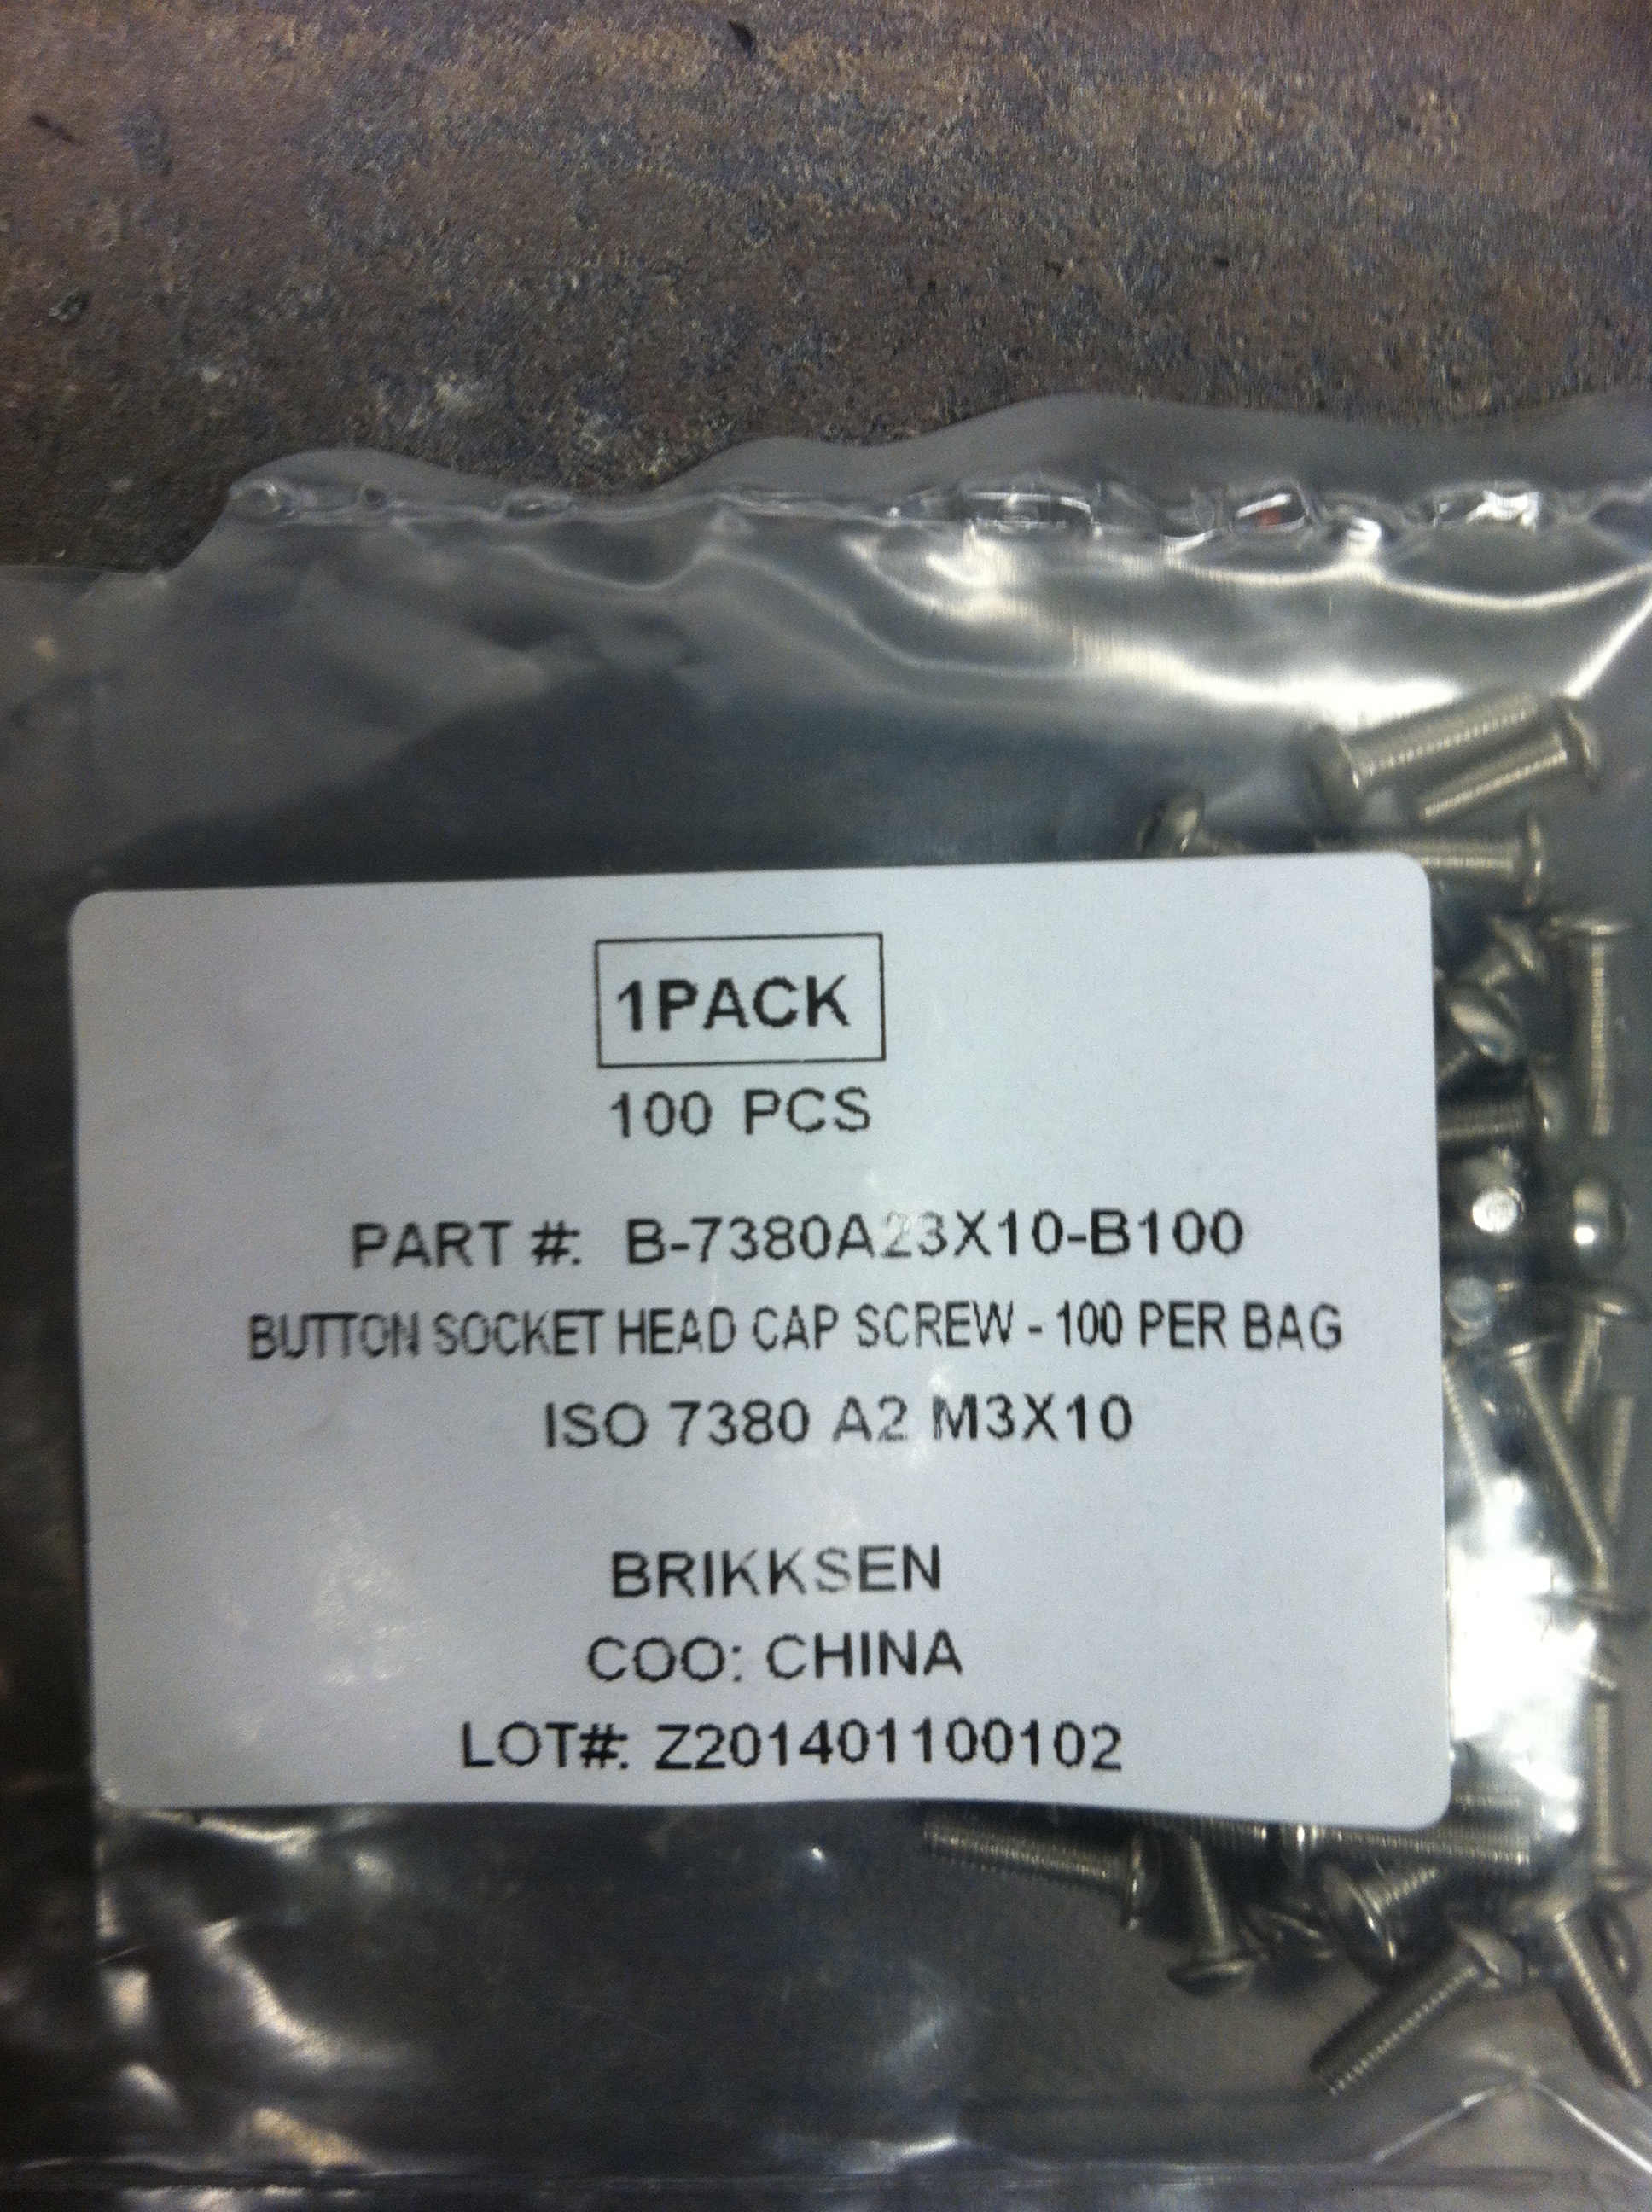 1PACK
100 PCS
PART #: B-7380A23X10-B100
BUTTON SOCKET HEAD CAP SCREW - 100 PER BAG
ISO 7380 A2 M3X10
BRIKKSEN
COO: CHINA
LOT#: Z201401100102